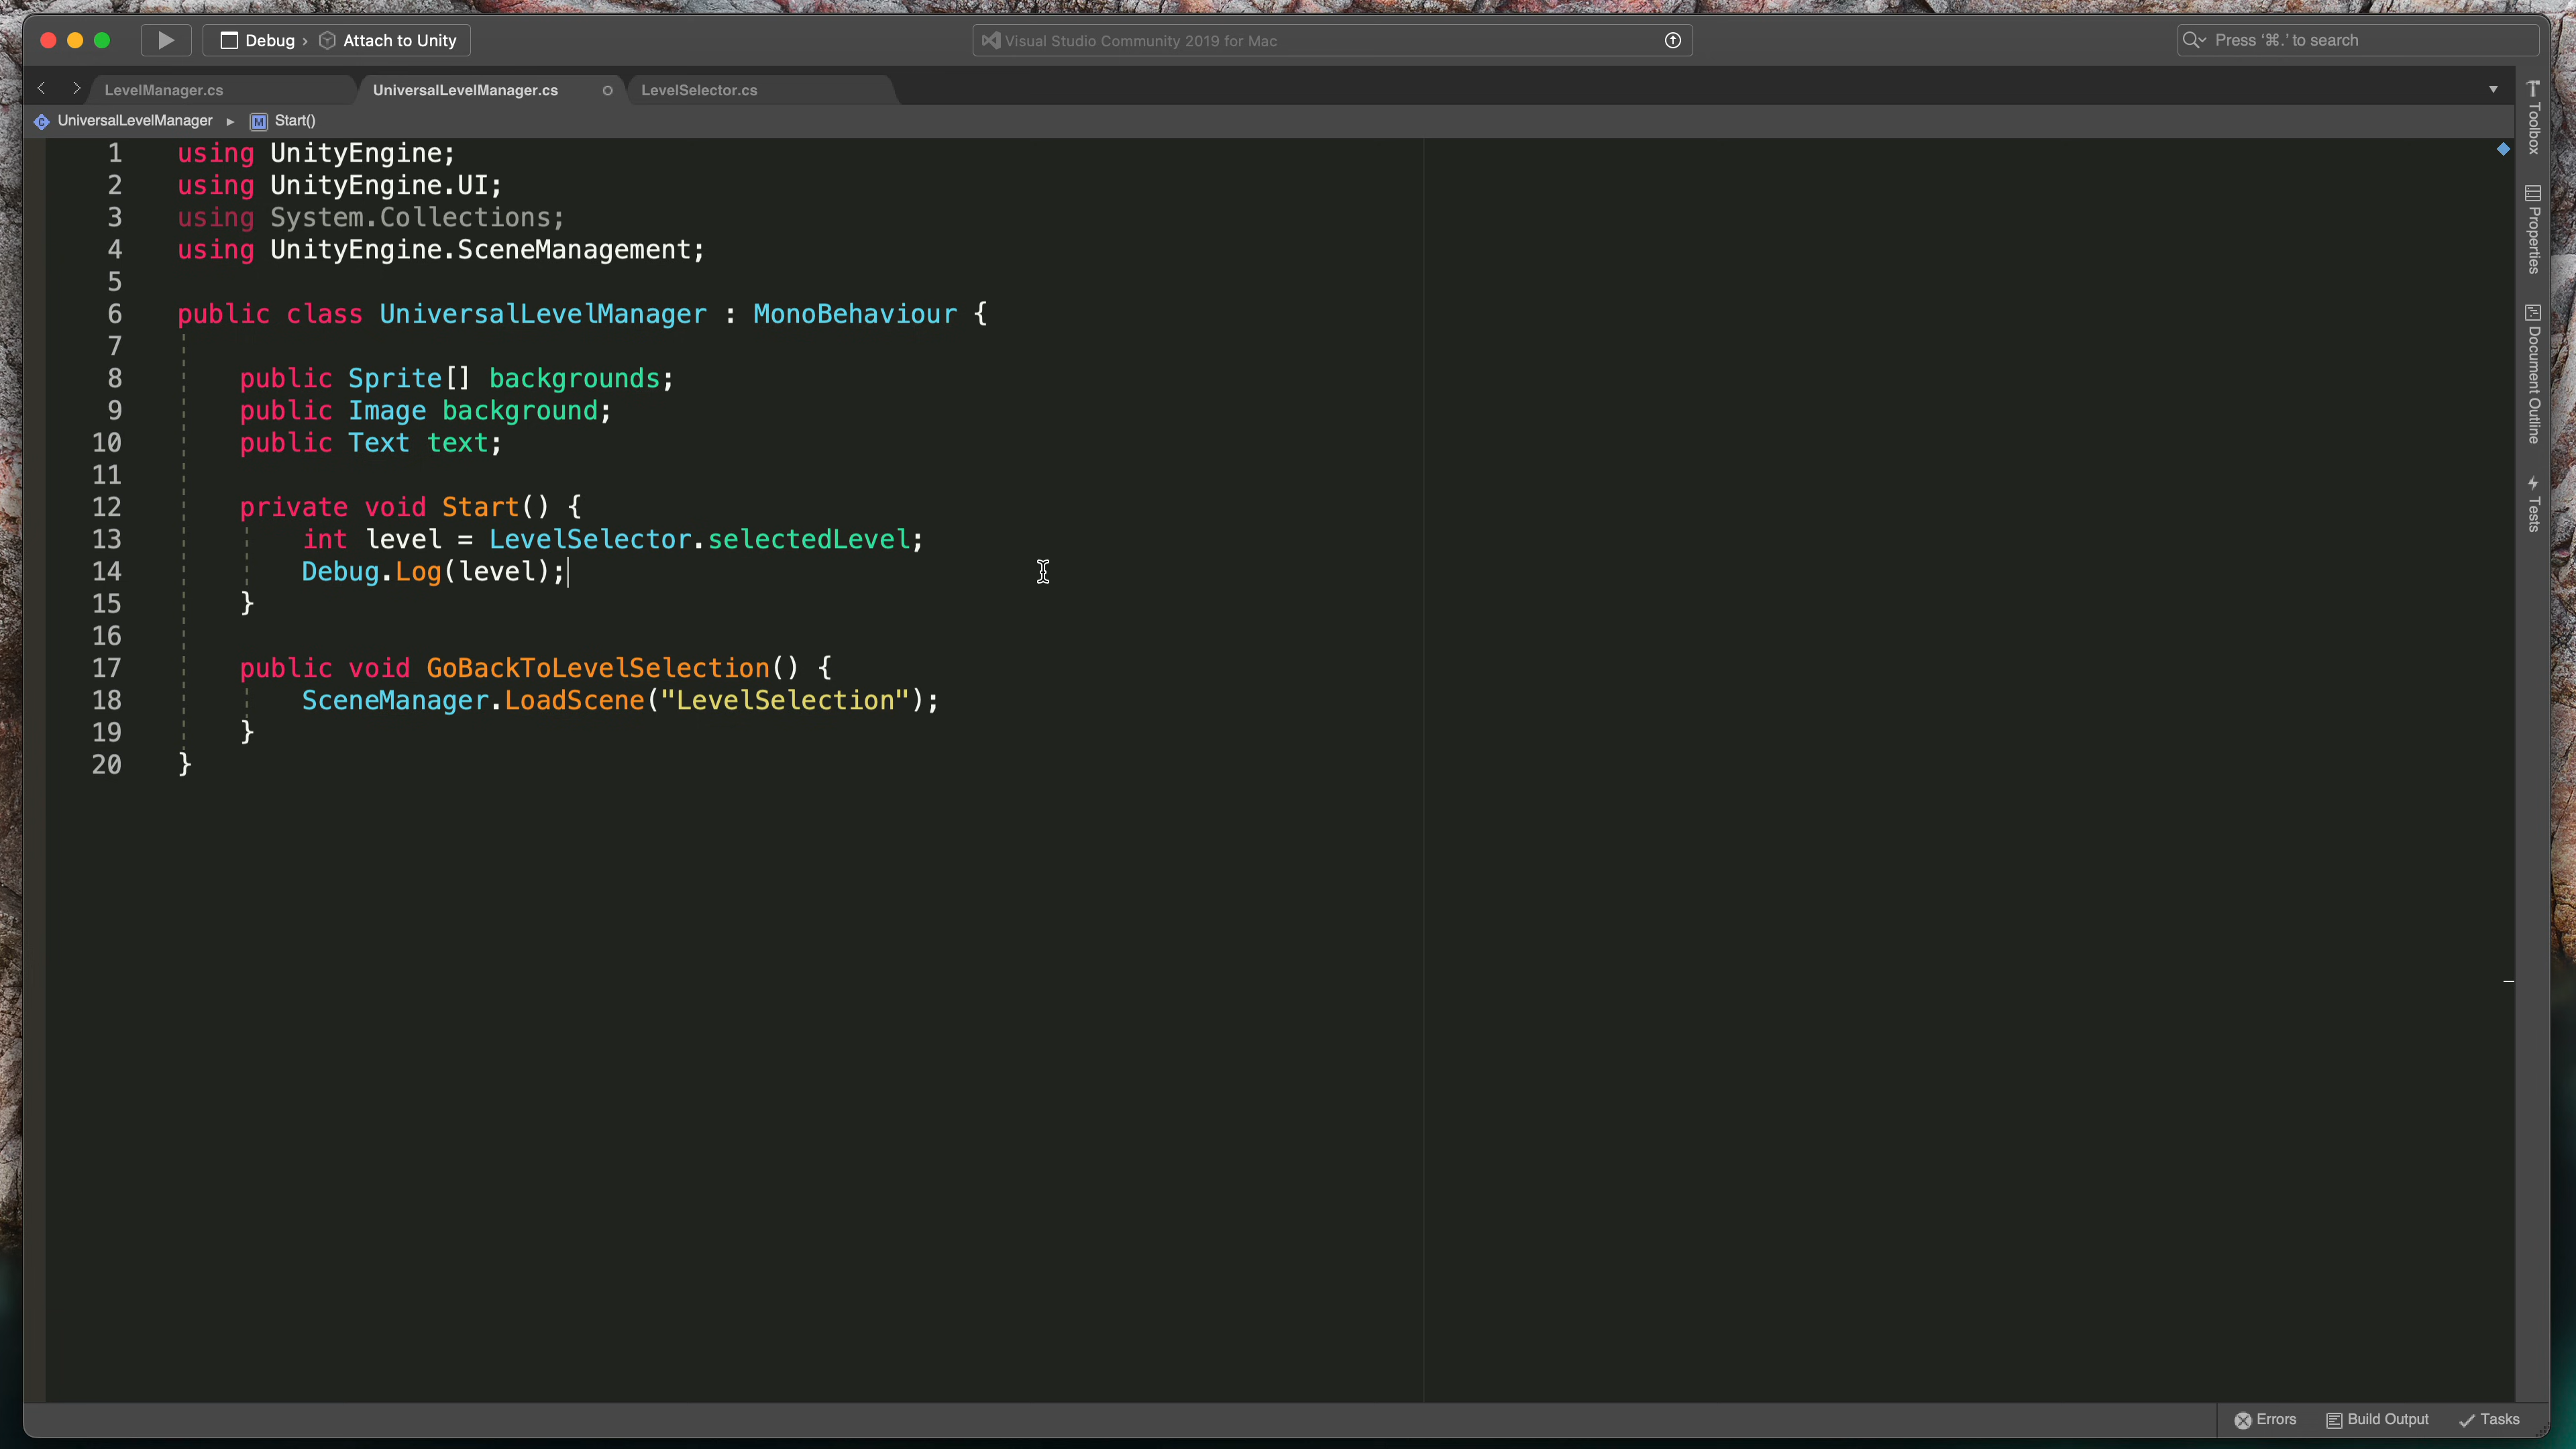 Debug › Attach to Unity
Visual Studio Community 2019 for Mac
Press ‘⌘.’ to search
LevelManager.cs
UniversalLevelManager.cs
LevelSelector.cs
UniversalLevelManager ▸ M Start()
1 using UnityEngine;
2 using UnityEngine.UI;
3 using System.Collections;
4 using UnityEngine.SceneManagement;
5
6 public class UniversalLevelManager : MonoBehaviour {
7
8 public Sprite[] backgrounds;
9 public Image background;
10 public Text text;
11
12 private void Start() {
13 int level = LevelSelector.selectedLevel;
14 Debug.Log(level);
15 }
16
17 public void GoBackToLevelSelection() {
18 SceneManager.LoadScene("LevelSelection");
19 }
20 }
Toolbox
Properties
Document Outline
Tests
Errors
Build Output
Tasks